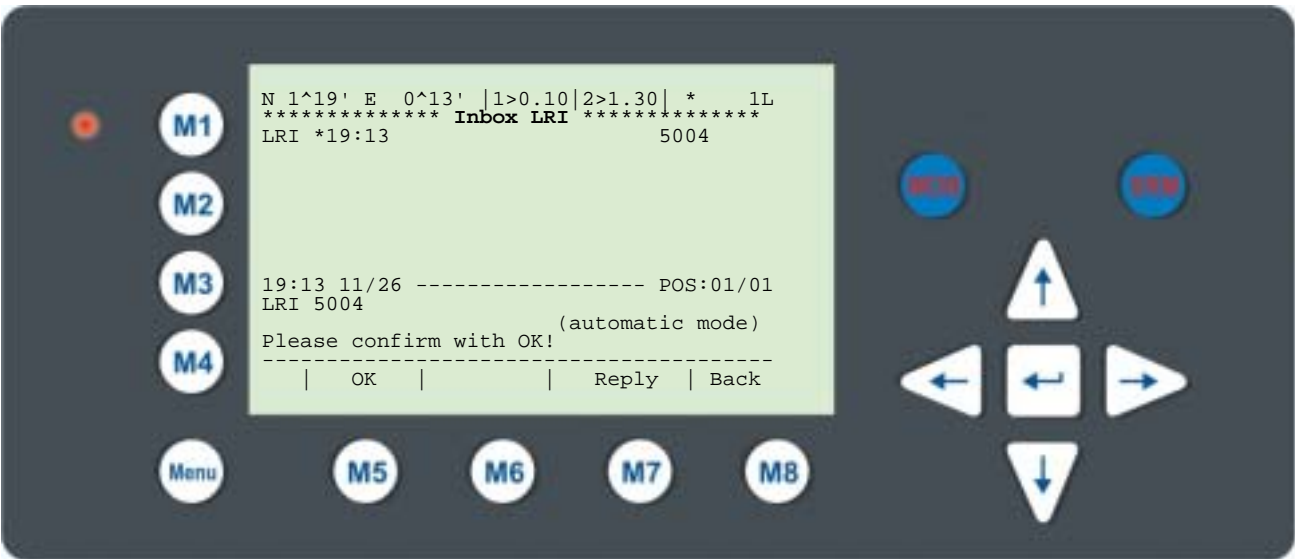 N 1^19' E  0^13' |1>0.10|2>1.30| *    1L
************** Inbox LRI **************
LRI *19:13                     5004
19:13 11/26 ------------------ POS:01/01
LRI 5004
(automatic mode)
Please confirm with OK!
----------------------------------------
|   OK   |         |   Reply  | Back
M1
M2
M3
M4
Menu
M5
M6
M7
M8